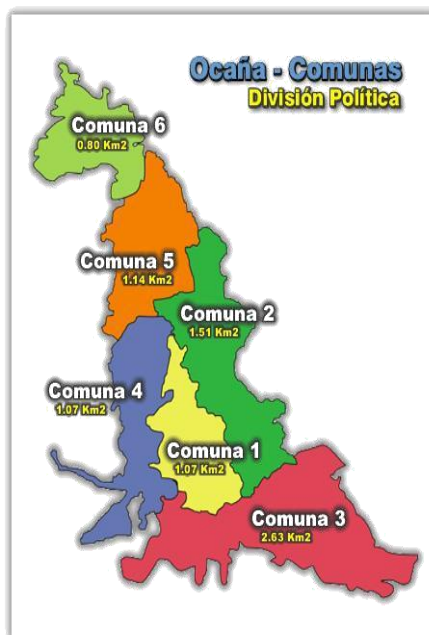 Ocaña - Comunas
División Política
Comuna 6
0.80 Km2
Comuna 5
1.14 Km2
Comuna 2
1.51 Km2
Comuna 4
1.07 Km2
Comuna 1
1.07 Km2
Comuna 3
2.63 Km2